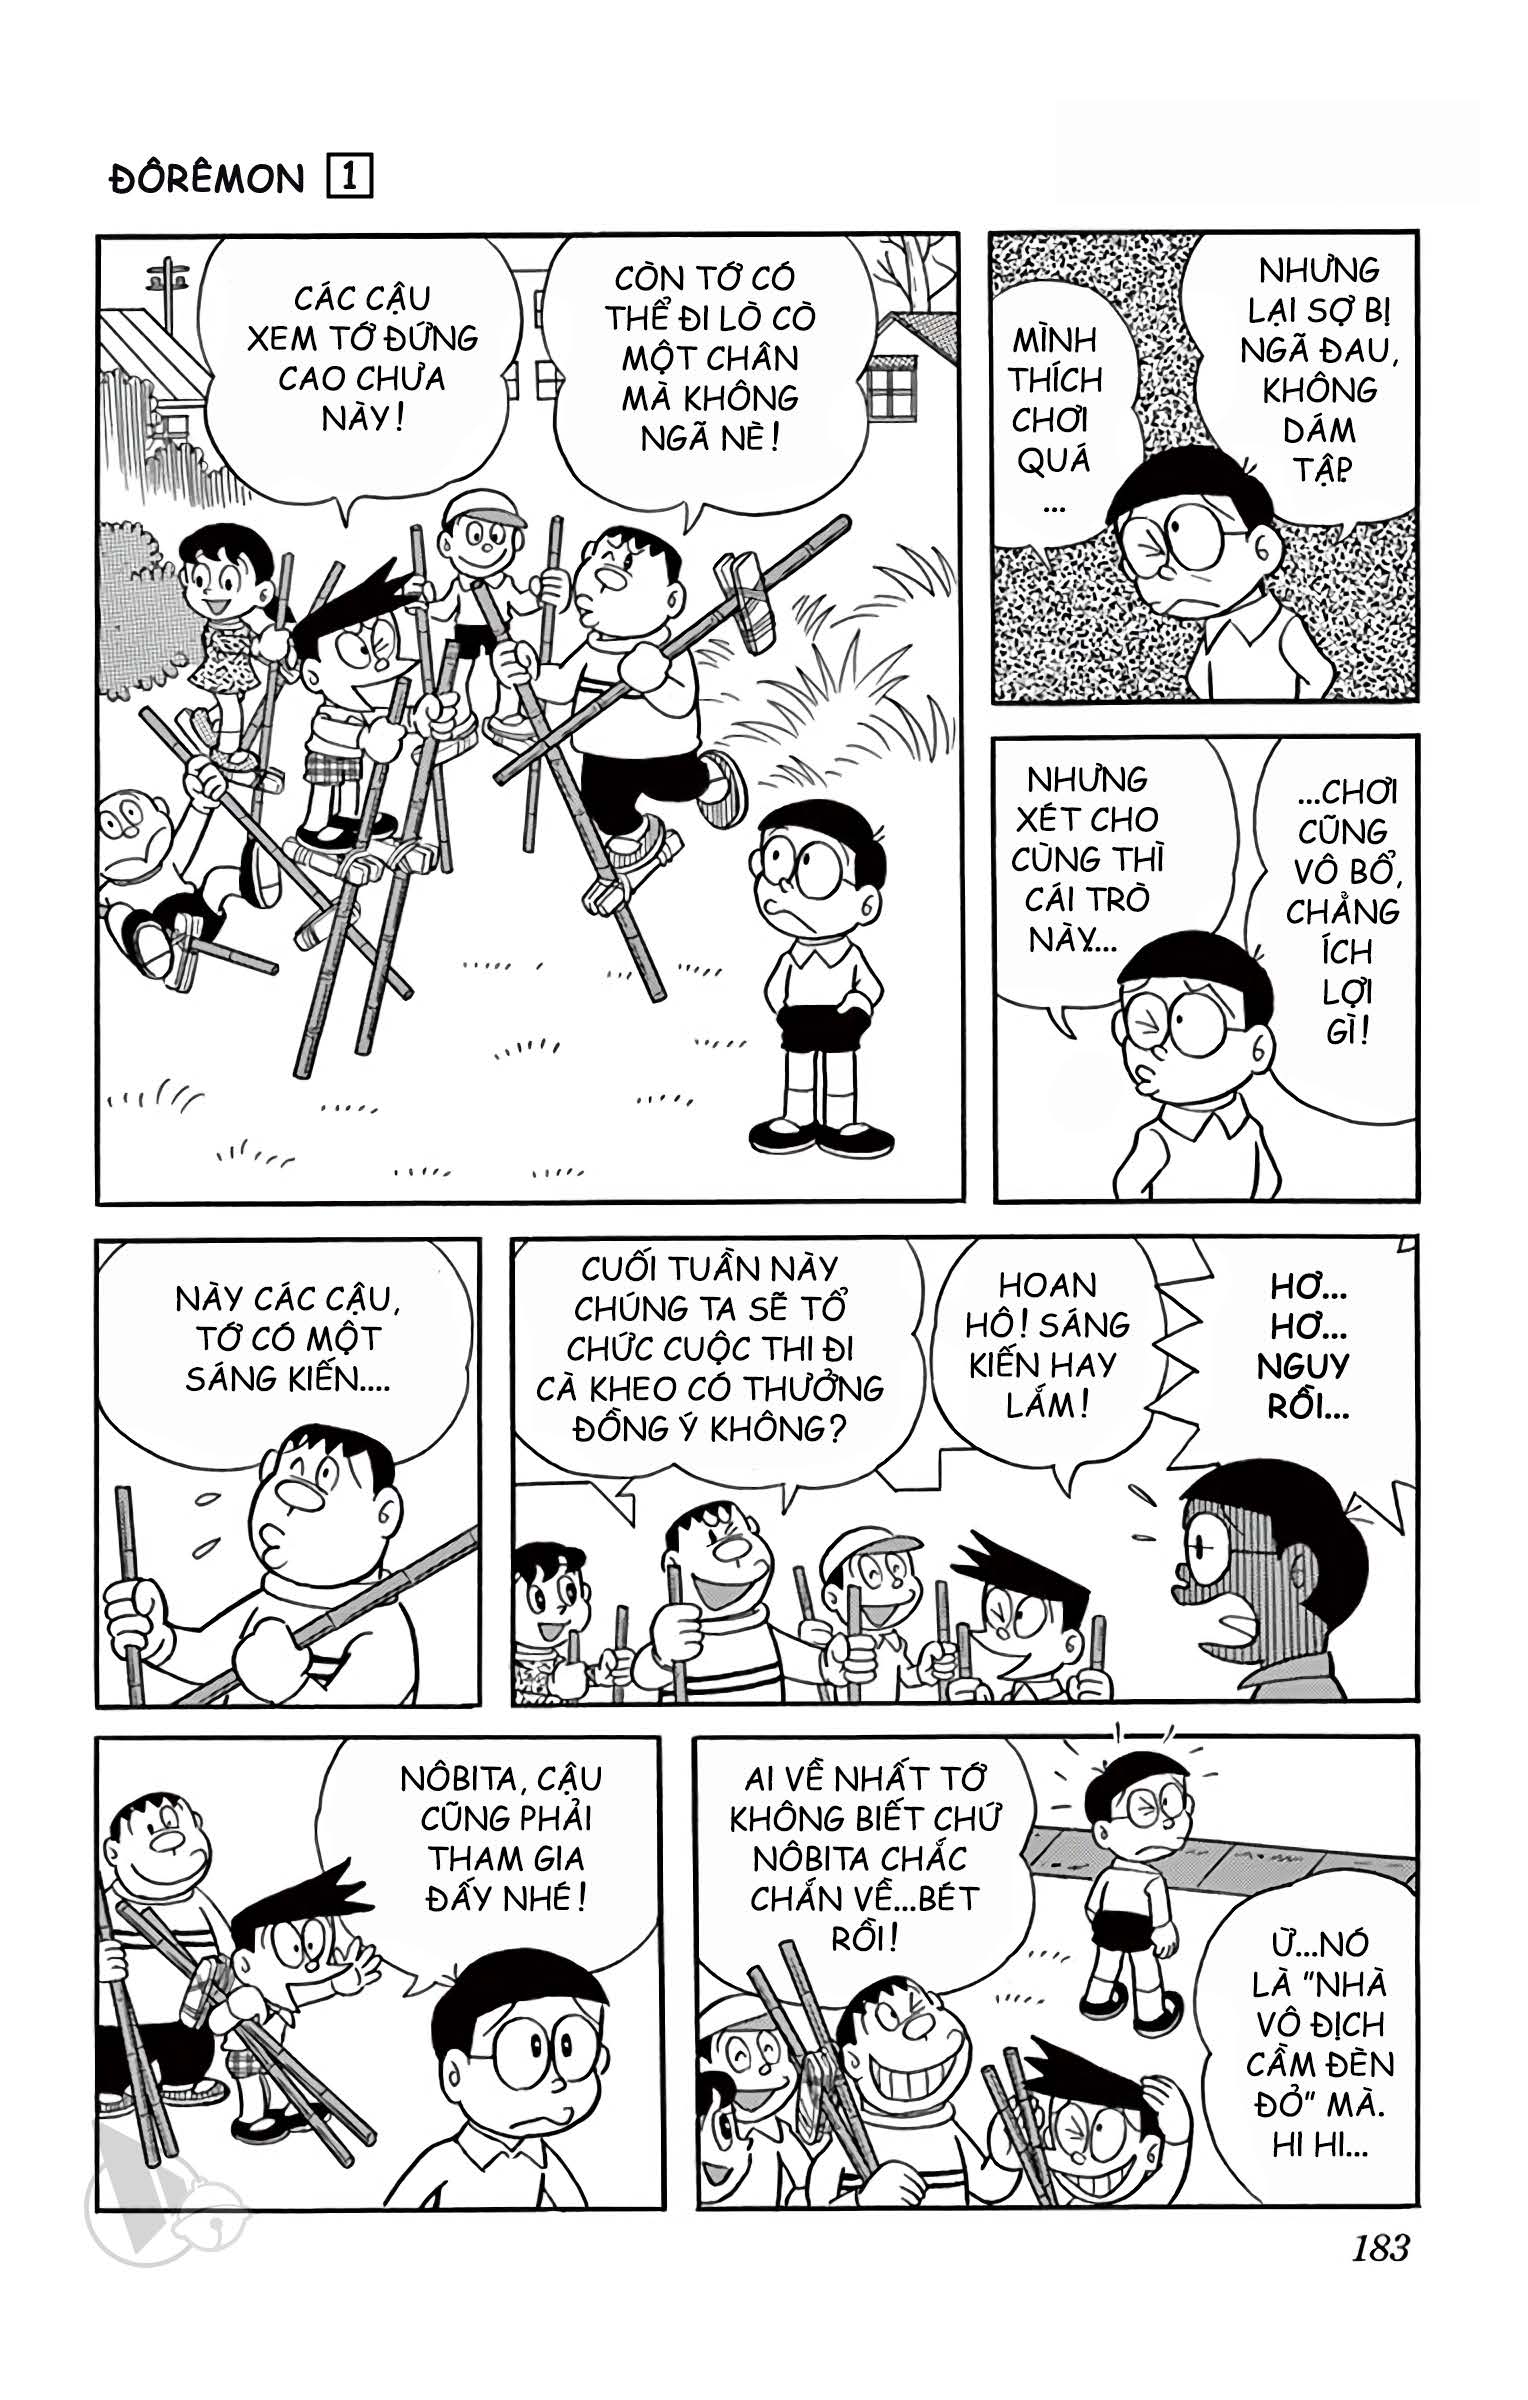 ĐÔRÊMON 1
CÁC CẬU
XEM TỚ ĐỨNG
CAO CHƯA
NÀY!
CÒN TỚ CÓ
THỂ ĐI LÒ CÒ
MỘT CHÂN
MÀ KHÔNG
NGÃ NÈ!
MÌNH
THÍCH
CHƠI
QUÁ
...
NHƯNG
LẠI SỢ BỊ
NGÃ ĐAU,
KHÔNG
DÁM
TẬP.
NHƯNG
XÉT CHO
CÙNG THÌ
CÁI TRÒ
NÀY....
...CHƠI
CŨNG
VÔ BỔ,
CHẲNG
ÍCH
LỢI
GÌ!
NÀY CÁC CẬU,
TỚ CÓ MỘT
SÁNG KIẾN....
CUỐI TUẦN NÀY
CHÚNG TA SẼ TỔ
CHỨC CUỘC THI ĐI
CÀ KHEO CÓ THƯỞNG
ĐỒNG Ý KHÔNG?
HOAN
HÔ! SÁNG
KIẾN HAY
LẮM!
HƠ...
HƠ...
NGUY
RỒI...
NÔBITA, CẬU
CŨNG PHẢI
THAM GIA
ĐẤY NHÉ!
AI VỀ NHẤT TỚ
KHÔNG BIẾT CHỨ
NÔBITA CHẮC
CHẮN VỀ...BÉT
RỒI!
Ừ...NÓ
LÀ "NHÀ
VÔ ĐỊCH
CẦM ĐÈN
ĐỎ" MÀ.
HI HI...
183